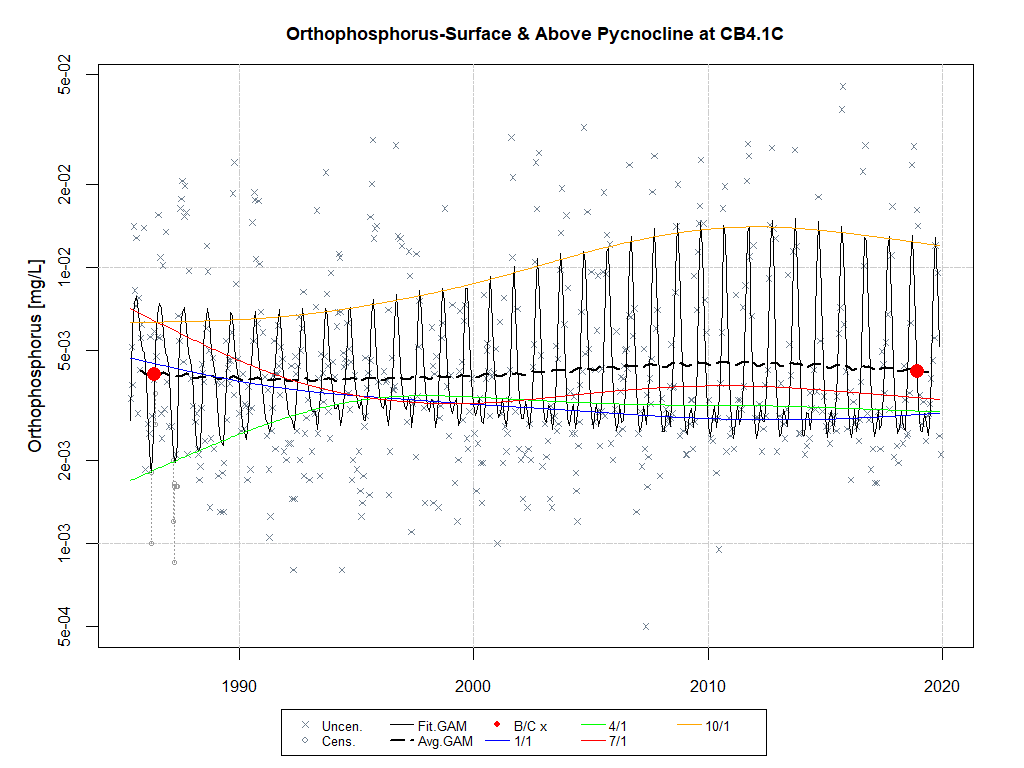 Orthophosphorus-Surface & Above Pycnocline at CB4.1C
Orthophosphorus [mg/L]
5e-02
2e-02
1e-02
5e-03
2e-03
1e-03
5e-04
1990 2000 2010 2020
Uncen. Fit.GAM B/C x 4/1 10/1
Cens. Avg.GAM 1/1 7/1